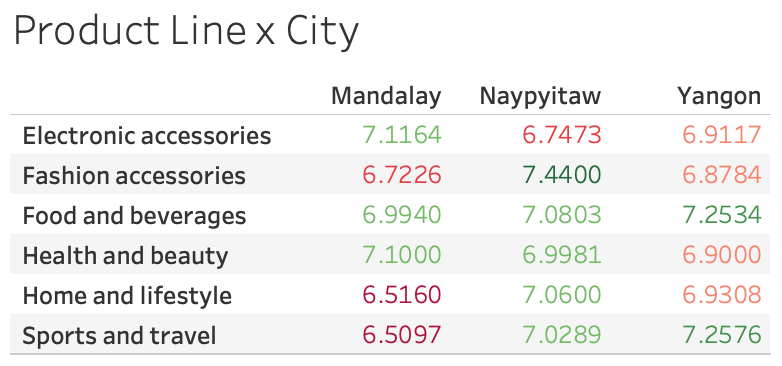 Product Line x City
Mandalay Naypyitaw Yangon
Electronic accessories 7.1164 6.7473 6.9117
Fashion accessories 6.7226 7.4400 6.8784
Food and beverages 6.9940 7.0803 7.2534
Health and beauty 7.1000 6.9981 6.9000
Home and lifestyle 6.5160 7.0600 6.9308
Sports and travel 6.5097 7.0289 7.2576